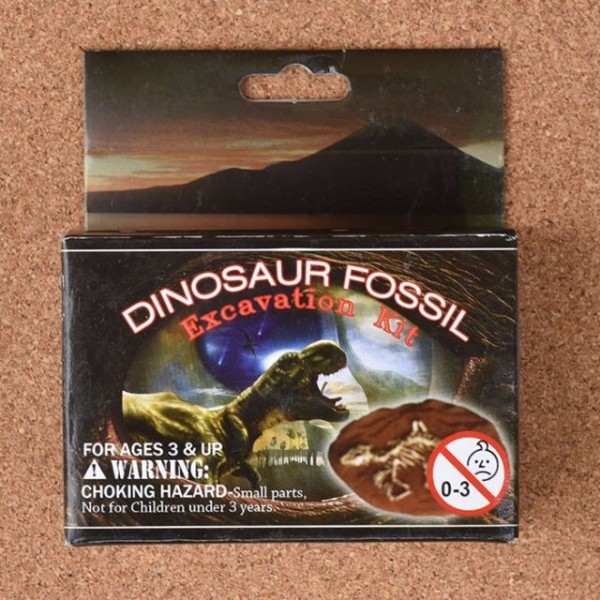 DINOSAUR FOSSIL
Excavation Kit
FOR AGES 3 & UP
WARNING:
CHOKING HAZARD-Small parts,
Not for Children under 3 years.
0-3